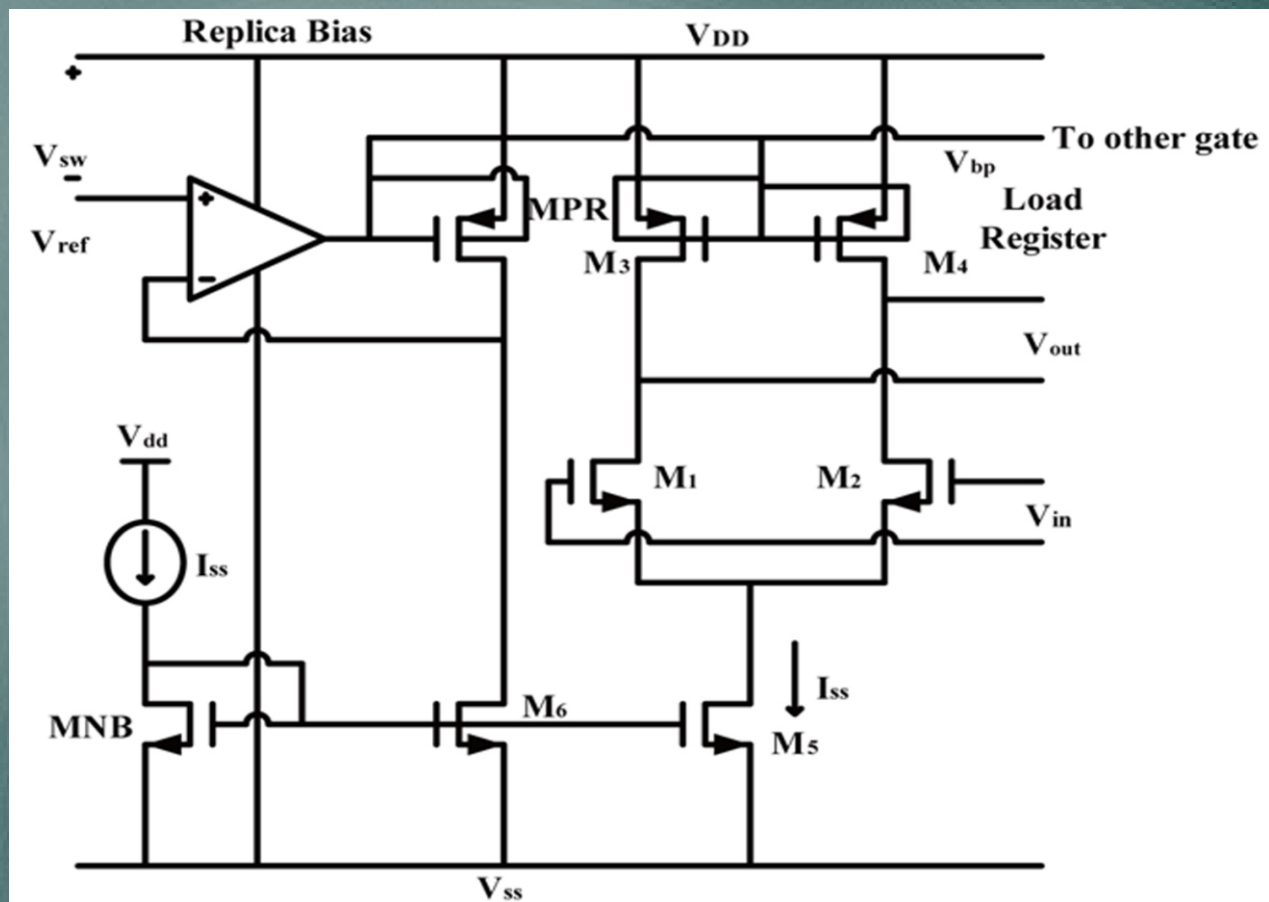 Replica Bias
VDD
+
Vsw
−
Vref
+
−
To other gate
Vbp
MPR
Load
Register
M3
M4
Vout
Vdd
Iss
M1
M2
Vin
MNB
M6
Iss
M5
Vss